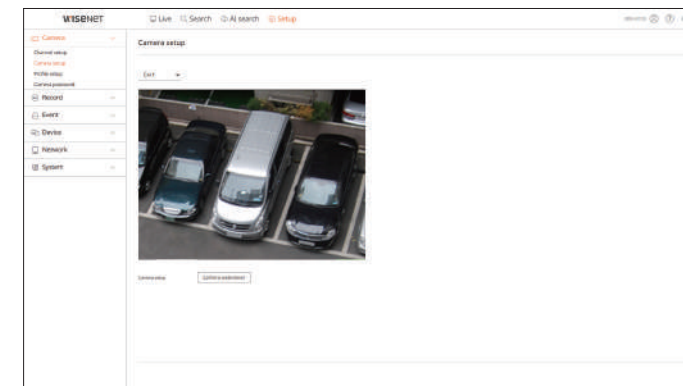 WISENET
Live Search AI search Setup
Camera
Channel setup
Camera setup
Profile setup
Camera password
Record
Event
Device
Network
System
Camera setup
Camera setup